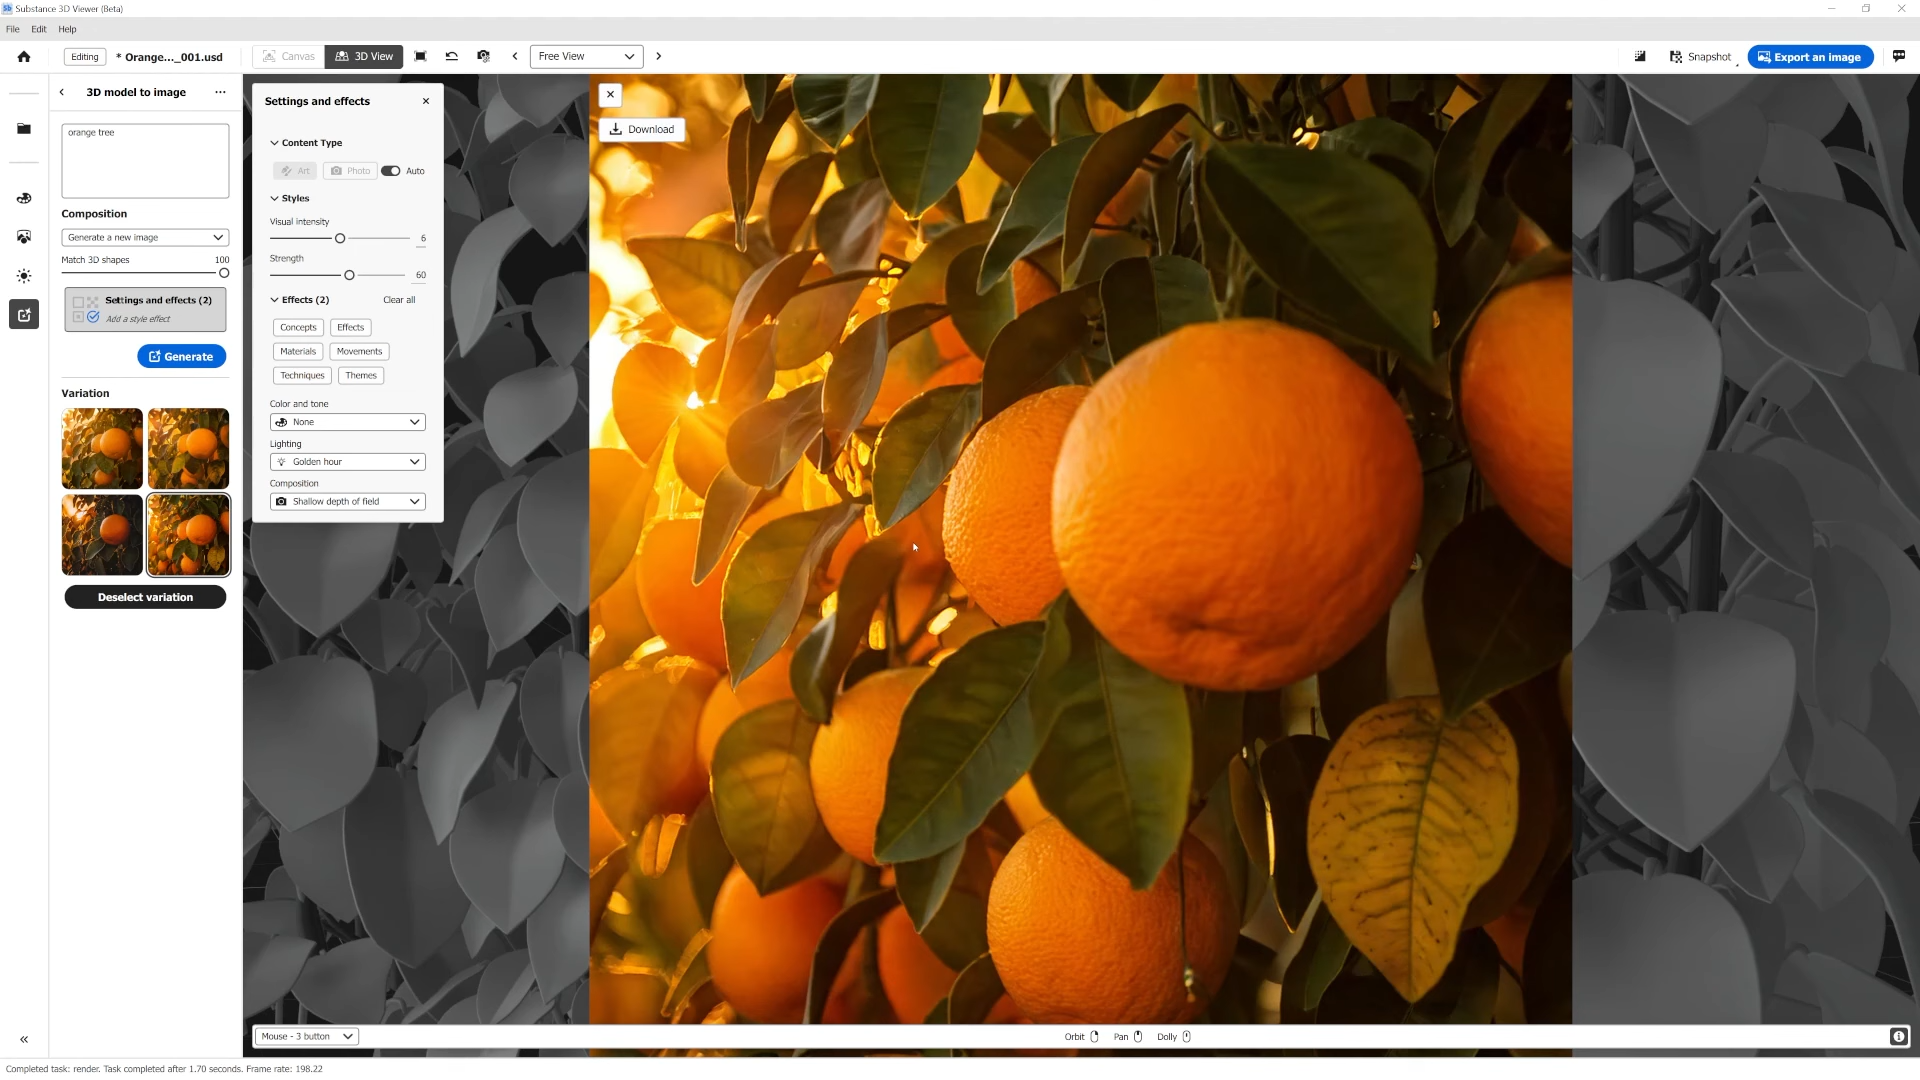 Sb Substance 3D Viewer (Beta)
File Edit Help
Editing * Orange..._001.usd Canvas 3D View Free View Snapshot Export an image
3D model to image
orange tree
Composition
Generate a new image
Match 3D shapes 100
Settings and effects (2)
Add a style effect
Generate
Variation
Deselect variation
Settings and effects
Content Type
Art Photo Auto
Styles
Visual intensity
6
Strength
60
Effects (2) Clear all
Concepts Effects
Materials Movements
Techniques Themes
Color and tone
None
Lighting
Golden hour
Composition
Shallow depth of field
Download
Mouse - 3 button Orbit Pan Dolly
Completed task: render. Task completed after 1.70 seconds. Frame rate: 198.22